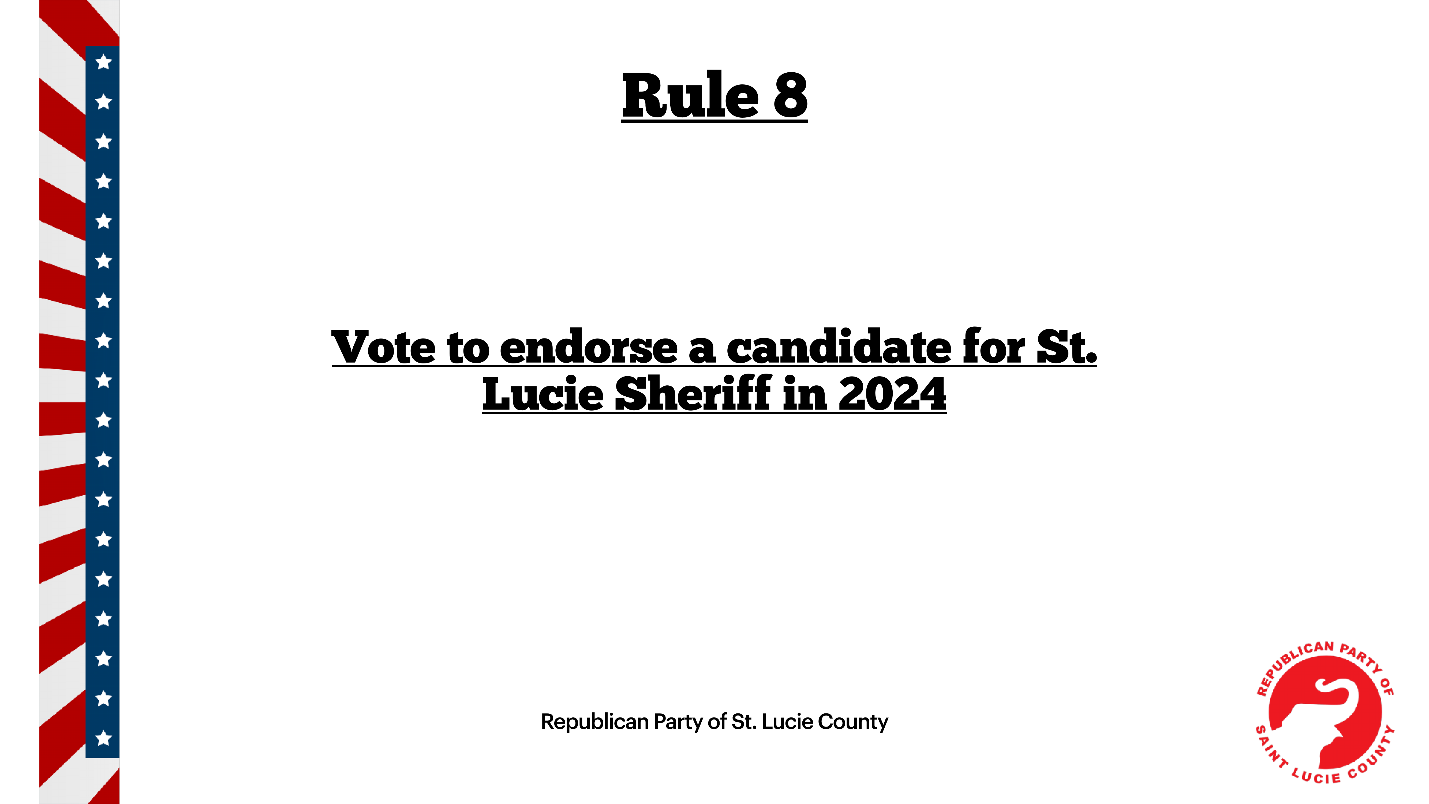 Rule 8
Vote to endorse a candidate for St.
Lucie Sheriff in 2024
Republican Party of St. Lucie County
REPUBLICAN PARTY OF
SAINT LUCIE COUNTY